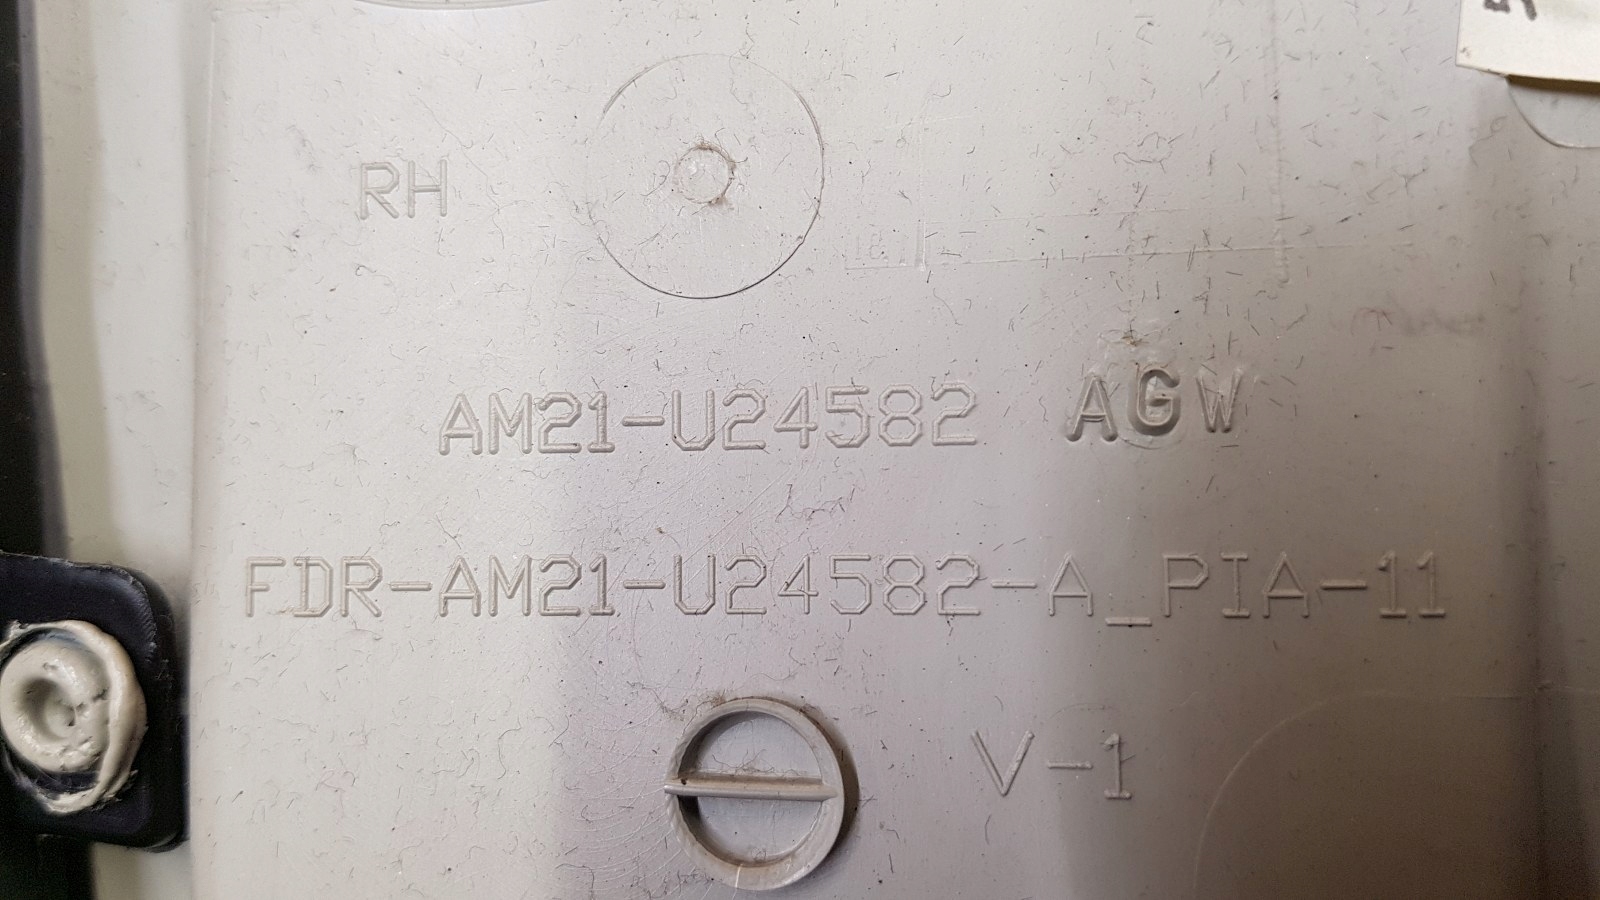 RH
AM21-U24582 AGW
FDR-AM21-U24582-A_PIA-11
V-1